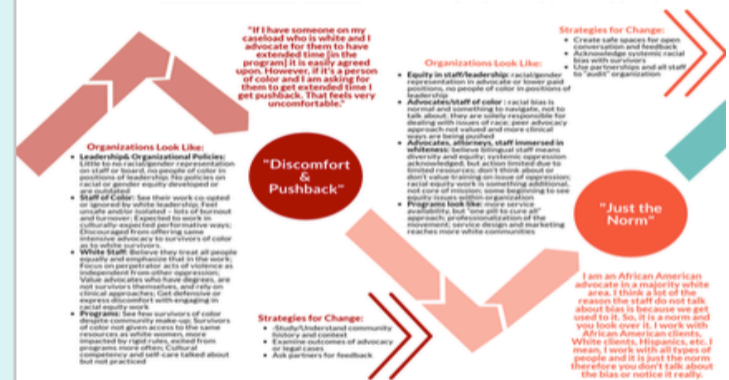 "If I have someone on my
caseload who is white and I
advocate for them to have
extended time [in the
program] it is easily agreed
upon. However, if it's a person
of color and I am asking for
them to get extended time I
get pushback. That feels very
uncomfortable."
Organizations Look Like:
• Leadership& Organizational Policies:
Little to no racial/gender representation
on staff or board, no people of color in
positions of leadership; No policies on
racial or gender equity developed or
are outdated
• Staff of Color: See their work co-opted
or ignored by white leadership, Feel
unsafe and/or isolated - lots of burnout
and turnover; Expected to work in
culturally-expected performative ways;
Discouraged from offering same
intensive advocacy to survivors of color
as to white survivors.
• White Staff: Believe they treat all people
equally and emphasize that in the work;
Focus on perpetrator acts of violence as
independent from other oppression;
Value advocates who have degrees, are
not survivors themselves, and rely on
clinical approaches; Get defensive or
express discomfort with engaging in
racial equity work
• Programs: See few survivors of color
despite community make-up; Survivors
of color not given access to the same
resources as white women, more
impacted by rigid rules, exited from
programs more often; Cultural
competency and self-care talked about
but not practiced
"Discomfort
&
Pushback"
Strategies for Change:
• -Study/Understand community
history and context
• Examine outcomes of advocacy
or legal cases
• Ask partners for feedback
Organizations Look Like:
• Equity in staff/leadership: racial/gender
representation in advocate or lower paid
positions, no people of color in positions of
leadership
• Advocates/staff of color : racial bias is
normal and something to navigate, not to
talk about; they are solely responsible for
dealing with issues of race; peer advocacy
approach not valued and more clinical
ways are being pushed
• Advocates, attorneys, staff immersed in
whiteness: believe bilingual staff means
diversity and equity; systemic oppression
acknowledged, but action limited due to
limited resources; don't think about or
don't value training on issue of oppression;
racial equity work is something additional,
not core of mission; some beginning to see
equity issues within organization
• Programs look like: more service
availability, but "one pill to cure all"
approach; professionalization of the
movement; service design and marketing
reaches more white communities
Strategies for Change:
• Create safe spaces for open
conversation and feedback
• Acknowledge systemic racial
bias with survivors
• Use partnerships and all staff
to "audit" organization
"Just the
Norm"
I am an African American
advocate in a majority white
area. I think a lot of the
reason the staff do not talk
about bias is because we get
used to it. So, it is a norm and
you look over it. I work with
African American clients,
White clients, Hispanics, etc. I
mean, I work with all types of
people and it is just the norm
therefore you don't talk about
the bias or notice it really.